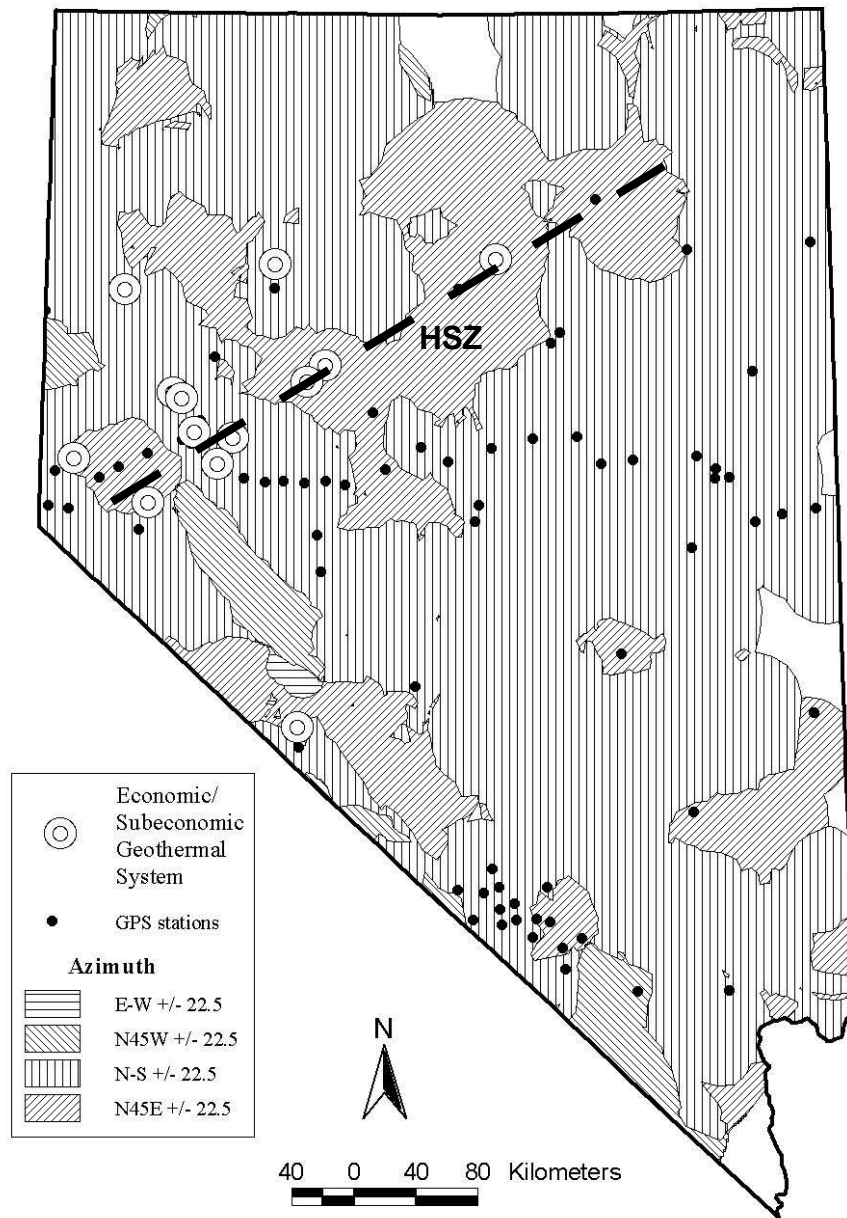 HSZ
Economic/
Subeconomic
Geothermal
System
GPS stations
Azimuth
E-W +/- 22.5
N45W +/- 22.5
N-S +/- 22.5
N45E +/- 22.5
N
40 0 40 80 Kilometers